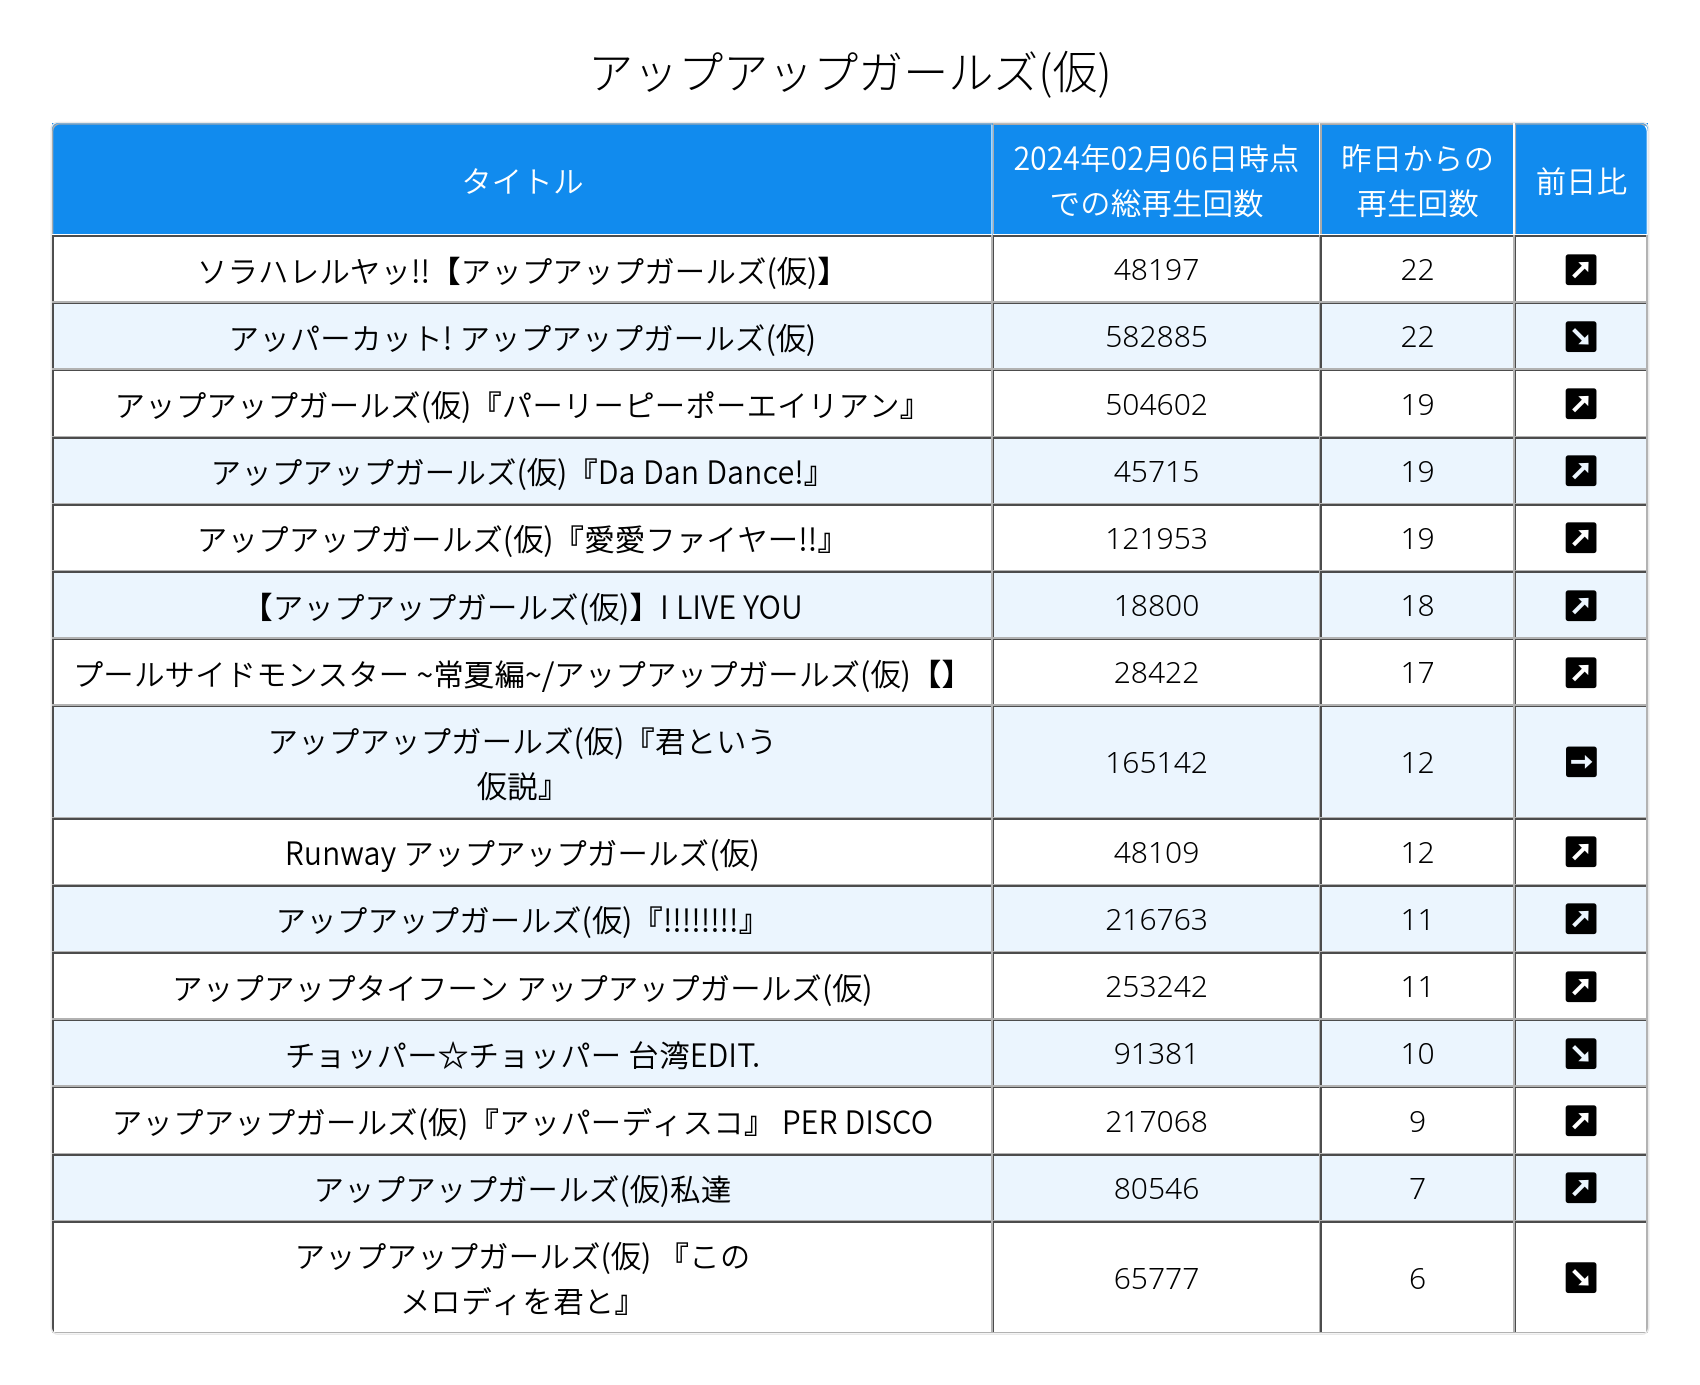 アップアップガールズ(仮)
タイトル 2024年02月06日時点での総再生回数 昨日からの再生回数 前日比
ソラハレルヤッ!!【アップアップガールズ(仮)】 48197 22 ↗
アッパーカット! アップアップガールズ(仮) 582885 22 ↘
アップアップガールズ(仮)『パーリーピーポーエイリアン』 504602 19 ↗
アップアップガールズ(仮)『Da Dan Dance!』 45715 19 ↗
アップアップガールズ(仮)『愛愛ファイヤー!!』 121953 19 ↗
【アップアップガールズ(仮)】I LIVE YOU 18800 18 ↗
プールサイドモンスター ~常夏編~/アップアップガールズ(仮)【】 28422 17 ↗
アップアップガールズ(仮)『君という
仮説』 165142 12 →
Runway アップアップガールズ(仮) 48109 12 ↗
アップアップガールズ(仮)『!!!!!!!!』 216763 11 ↗
アップアップタイフーン アップアップガールズ(仮) 253242 11 ↗
チョッパー☆チョッパー 台湾EDIT. 91381 10 ↘
アップアップガールズ(仮)『アッパーディスコ』 PER DISCO 217068 9 ↗
アップアップガールズ(仮)私達 80546 7 ↗
アップアップガールズ(仮) 『この
メロディを君と』 65777 6 ↘